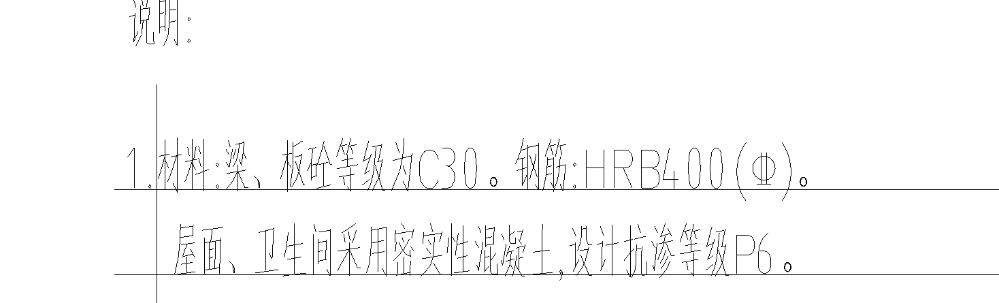 说明:
1.材料:梁、板砼等级为C30。钢筋:HRB400(Φ)。
屋面、卫生间采用密实性混凝土,设计抗渗等级P6。